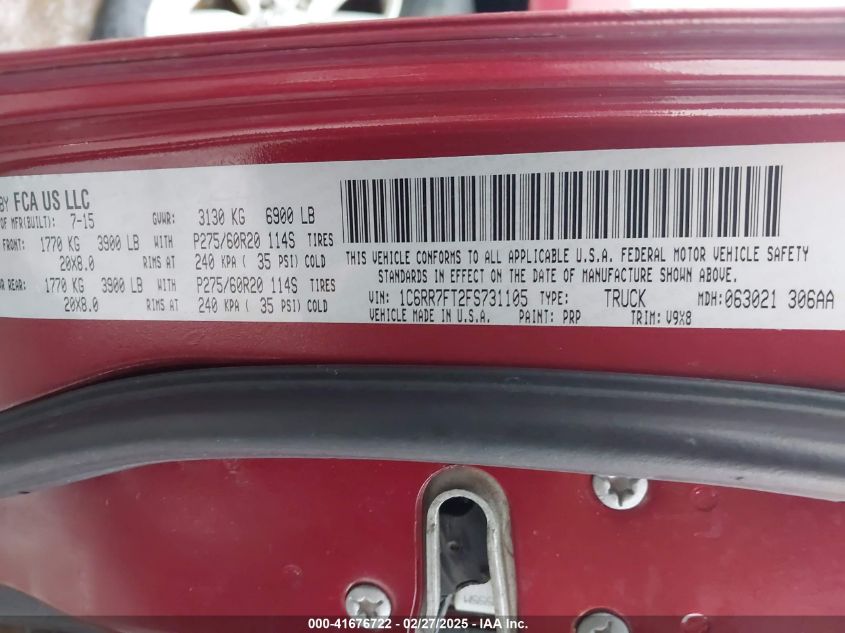 BY FCA US LLC
OF MFR(BUILT): 7-15 GVWR: 3130 KG 6900 LB
FRONT: 1770 KG 3900 LB WITH P275/60R20 114S TIRES
20X8.0 RIMS AT 240 KPA ( 35 PSI) COLD
REAR: 1770 KG 3900 LB WITH P275/60R20 114S TIRES
20X8.0 RIMS AT 240 KPA ( 35 PSI) COLD
THIS VEHICLE CONFORMS TO ALL APPLICABLE U.S.A. FEDERAL MOTOR VEHICLE SAFETY
STANDARDS IN EFFECT ON THE DATE OF MANUFACTURE SHOWN ABOVE.
VIN: 1C6RR7FT2FS731105 TYPE: TRUCK MDH: 063021 306AA
VEHICLE MADE IN U.S.A. PAINT: PRP TRIM: V9X8
000-41676722 - 02/27/2025 - IAA Inc.